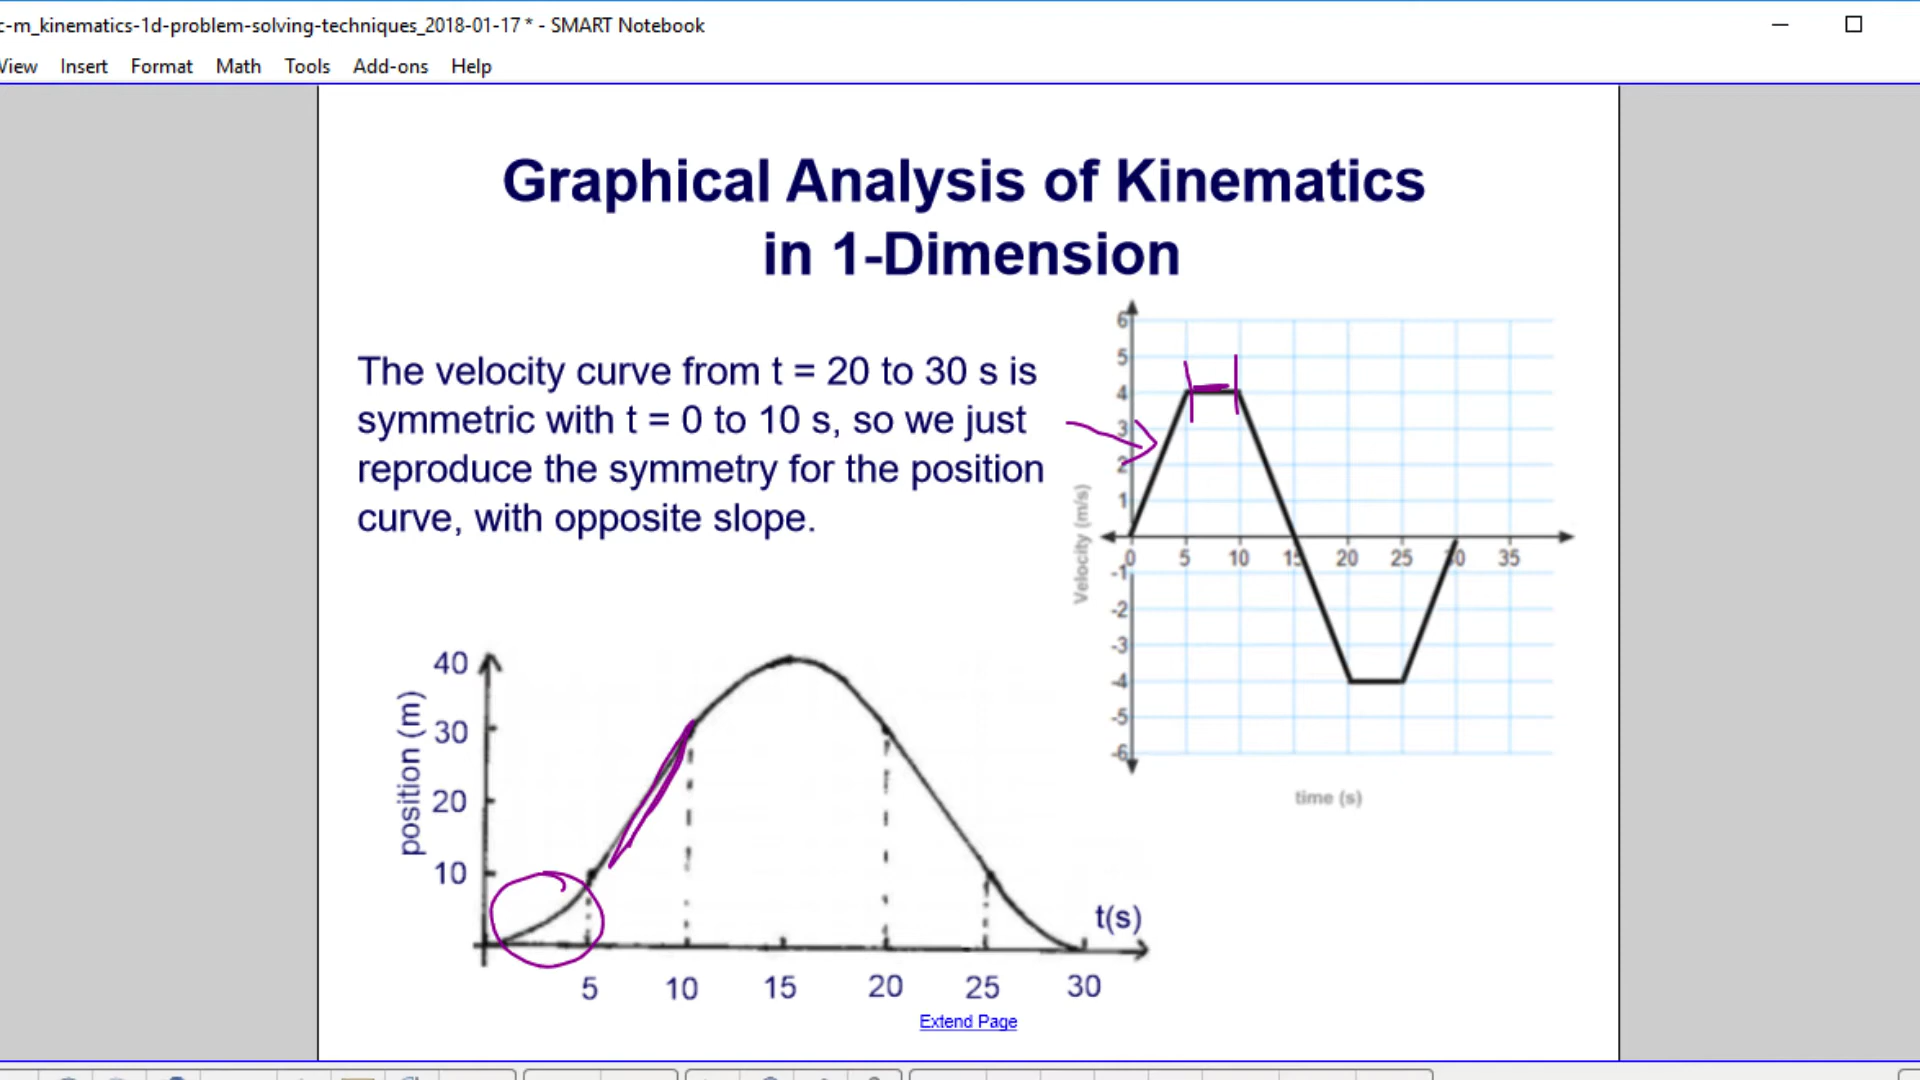 c-m_kinematics-1d-problem-solving-techniques_2018-01-17 * - SMART Notebook
View Insert Format Math Tools Add-ons Help
Graphical Analysis of Kinematics
in 1-Dimension
The velocity curve from t = 20 to 30 s is
symmetric with t = 0 to 10 s, so we just
reproduce the symmetry for the position
curve, with opposite slope.
6
5
4
3
2
1
0 5 10 15 20 25 30 35
-1
-2
-3
-4
-5
-6
Velocity (m/s)
time (s)
40
30
20
10
position (m)
t(s)
5 10 15 20 25 30
Extend Page